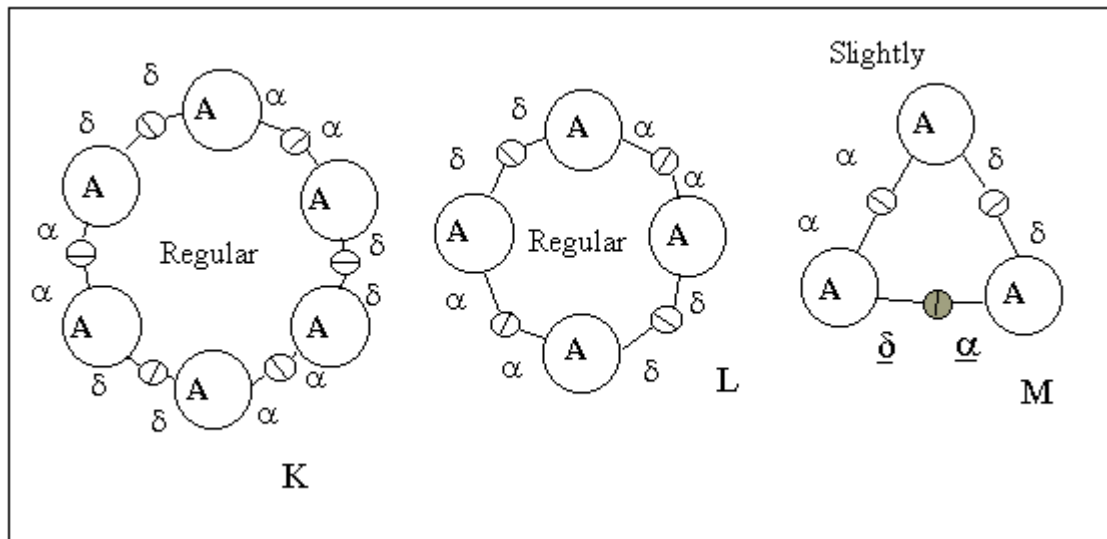 δ
A α
δ α
A A
α Regular δ
α δ
A A
δ A α
δ α
K
δ A α
δ α
A Regular A
α δ
α A δ
L
Slightly
A
α δ
α δ
A A
δ α
M